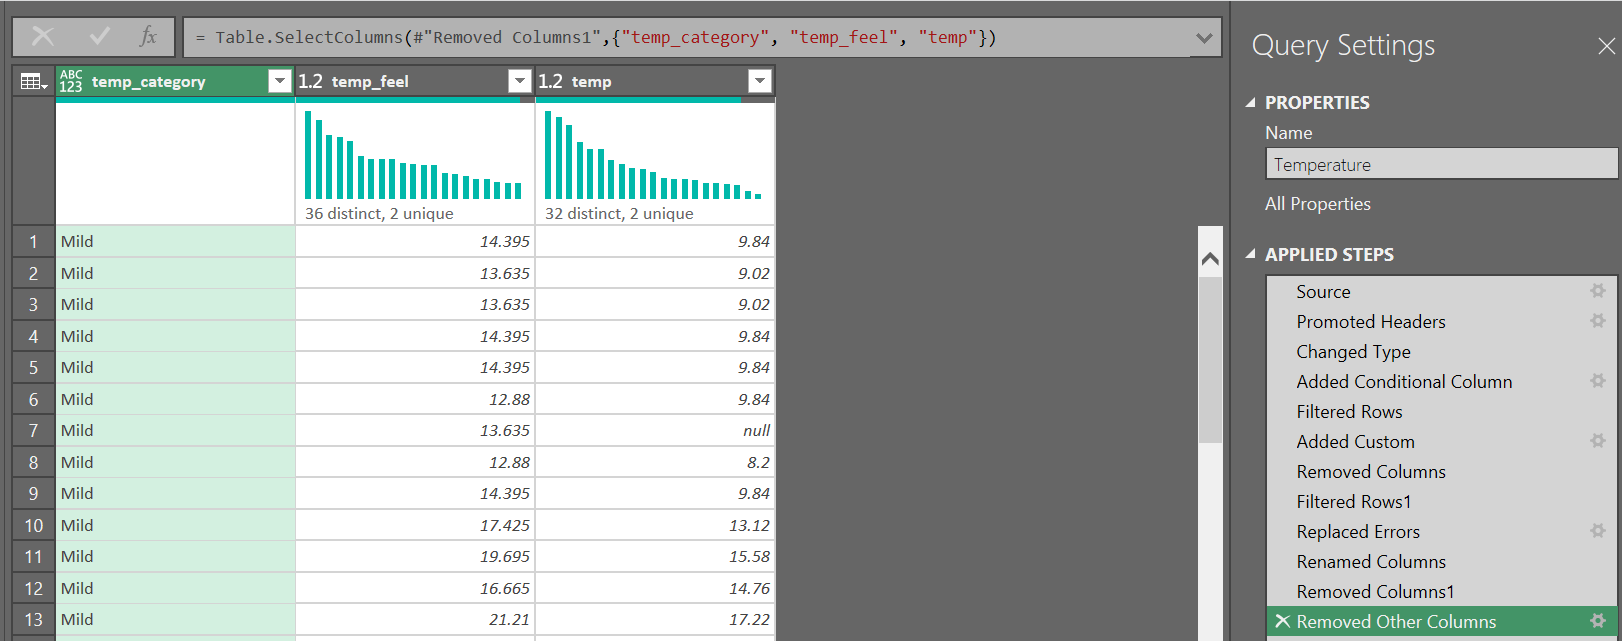 fx = Table.SelectColumns(#"Removed Columns1",{"temp_category", "temp_feel", "temp"})
ABC 123 temp_category 1.2 temp_feel 1.2 temp
36 distinct, 2 unique 32 distinct, 2 unique
1 Mild 14.395 9.84
2 Mild 13.635 9.02
3 Mild 13.635 9.02
4 Mild 14.395 9.84
5 Mild 14.395 9.84
6 Mild 12.88 9.84
7 Mild 13.635 null
8 Mild 12.88 8.2
9 Mild 14.395 9.84
10 Mild 17.425 13.12
11 Mild 19.695 15.58
12 Mild 16.665 14.76
13 Mild 21.21 17.22
Query Settings
PROPERTIES
Name
Temperature
All Properties
APPLIED STEPS
Source
Promoted Headers
Changed Type
Added Conditional Column
Filtered Rows
Added Custom
Removed Columns
Filtered Rows1
Replaced Errors
Renamed Columns
Removed Columns1
Removed Other Columns